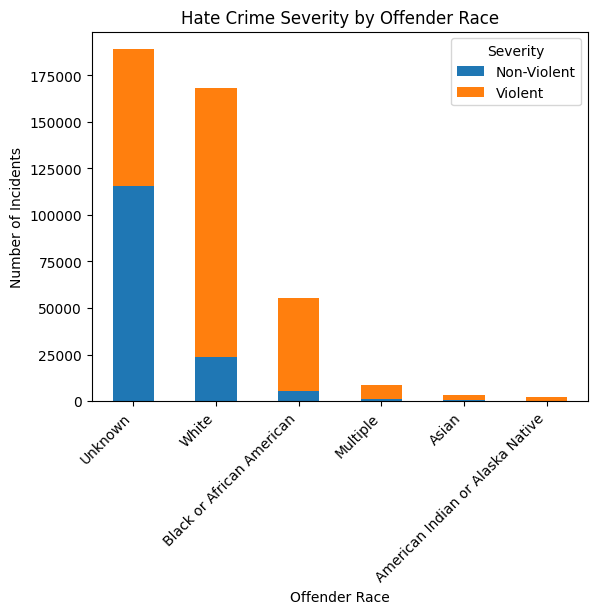 Hate Crime Severity by Offender Race
Severity
Non-Violent
Violent
Number of Incidents
175000
150000
125000
100000
75000
50000
25000
0
Unknown
White
Black or African American
Multiple
Asian
American Indian or Alaska Native
Offender Race